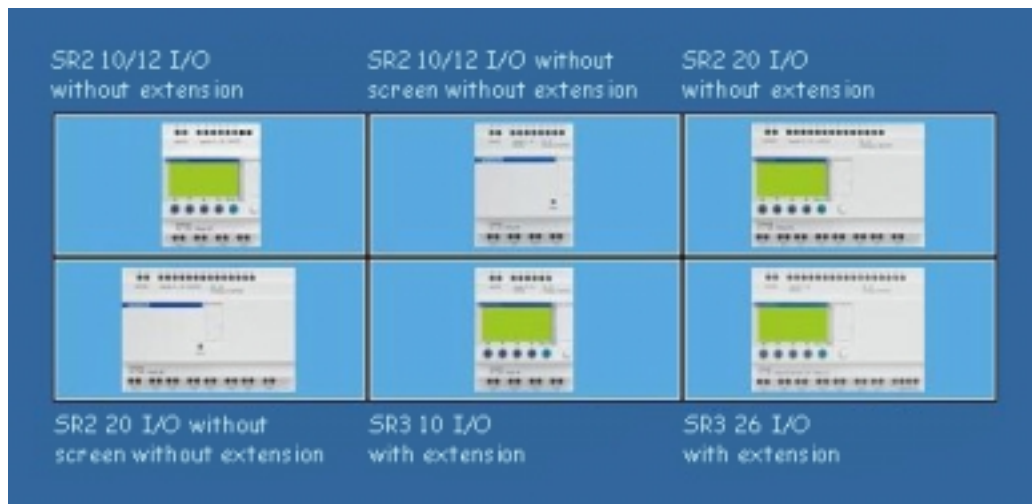 SR2 10/12 I/O
without extension
SR2 10/12 I/O without
screen without extension
SR2 20 I/O
without extension
SR2 20 I/O without
screen without extension
SR3 10 I/O
with extension
SR3 26 I/O
with extension